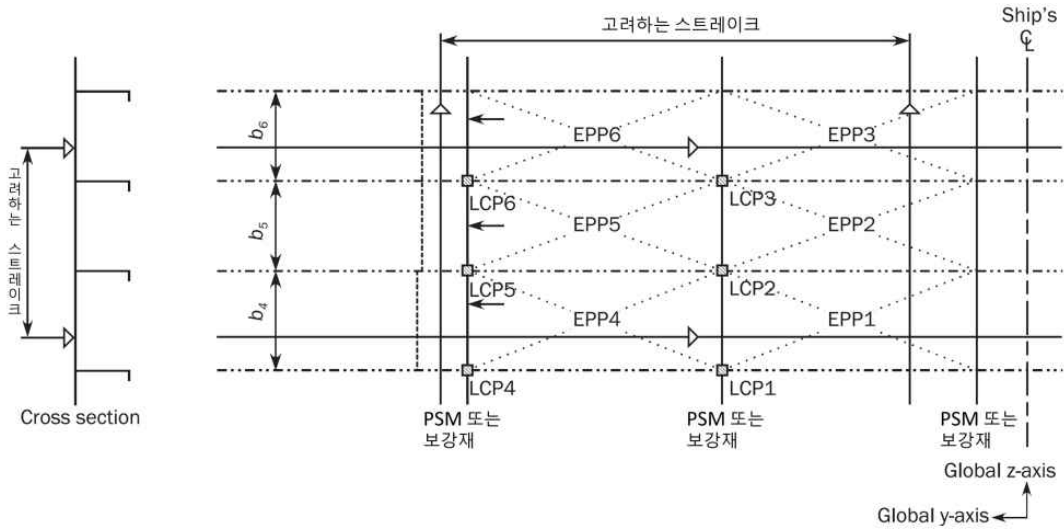 고려하는 스트레이크
Ship's
℄
b₆
EPP6
EPP3
고려하는 스트레이크
LCP6
LCP3
b₅
EPP5
EPP2
LCP5
LCP2
b₄
EPP4
EPP1
LCP4
LCP1
Cross section
PSM 또는
보강재
PSM 또는
보강재
PSM 또는
보강재
Global z-axis
Global y-axis